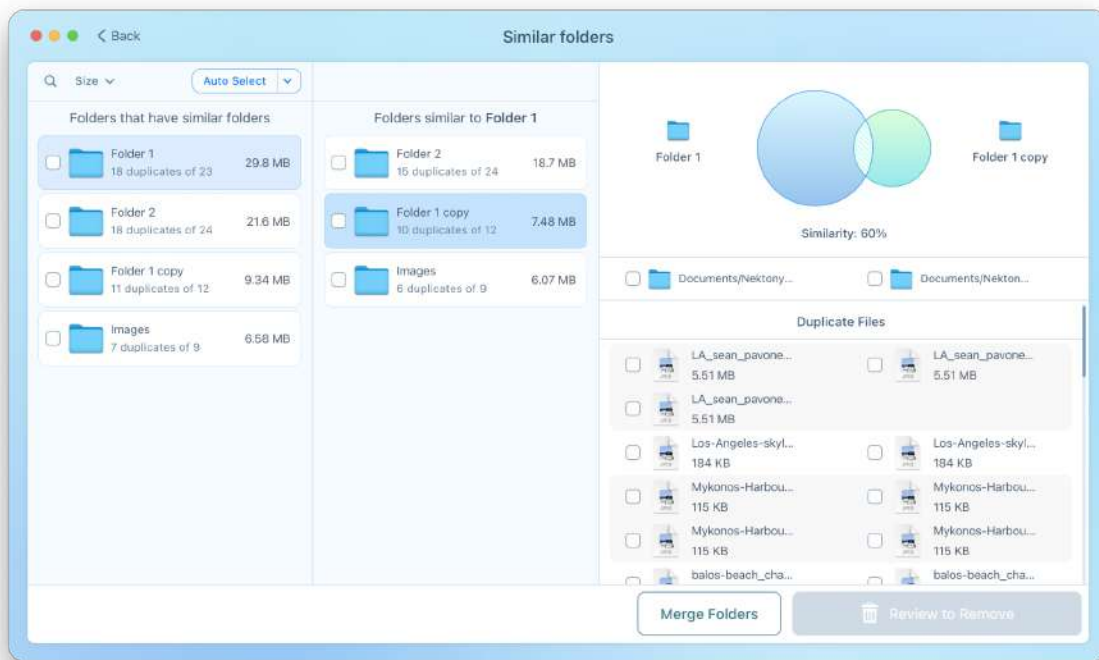 Back
Similar folders
Size
Auto Select
Folders that have similar folders
Folder 1
18 duplicates of 23
29.8 MB
Folder 2
18 duplicates of 24
21.6 MB
Folder 1 copy
11 duplicates of 12
9.34 MB
Images
7 duplicates of 9
6.58 MB
Folders similar to Folder 1
Folder 2
15 duplicates of 24
18.7 MB
Folder 1 copy
10 duplicates of 12
7.48 MB
Images
6 duplicates of 9
6.07 MB
Folder 1
Folder 1 copy
Similarity: 60%
Documents/Nektony...
Documents/Nekton...
Duplicate Files
LA_sean_pavone...
5.51 MB
LA_sean_pavone...
5.51 MB
LA_sean_pavone...
5.51 MB
Los-Angeles-skyl...
184 KB
Los-Angeles-skyl...
184 KB
Mykonos-Harbou...
115 KB
Mykonos-Harbou...
115 KB
Mykonos-Harbou...
115 KB
Mykonos-Harbou...
115 KB
balos-beach_cha...
balos-beach_cha...
Merge Folders
Review to Remove